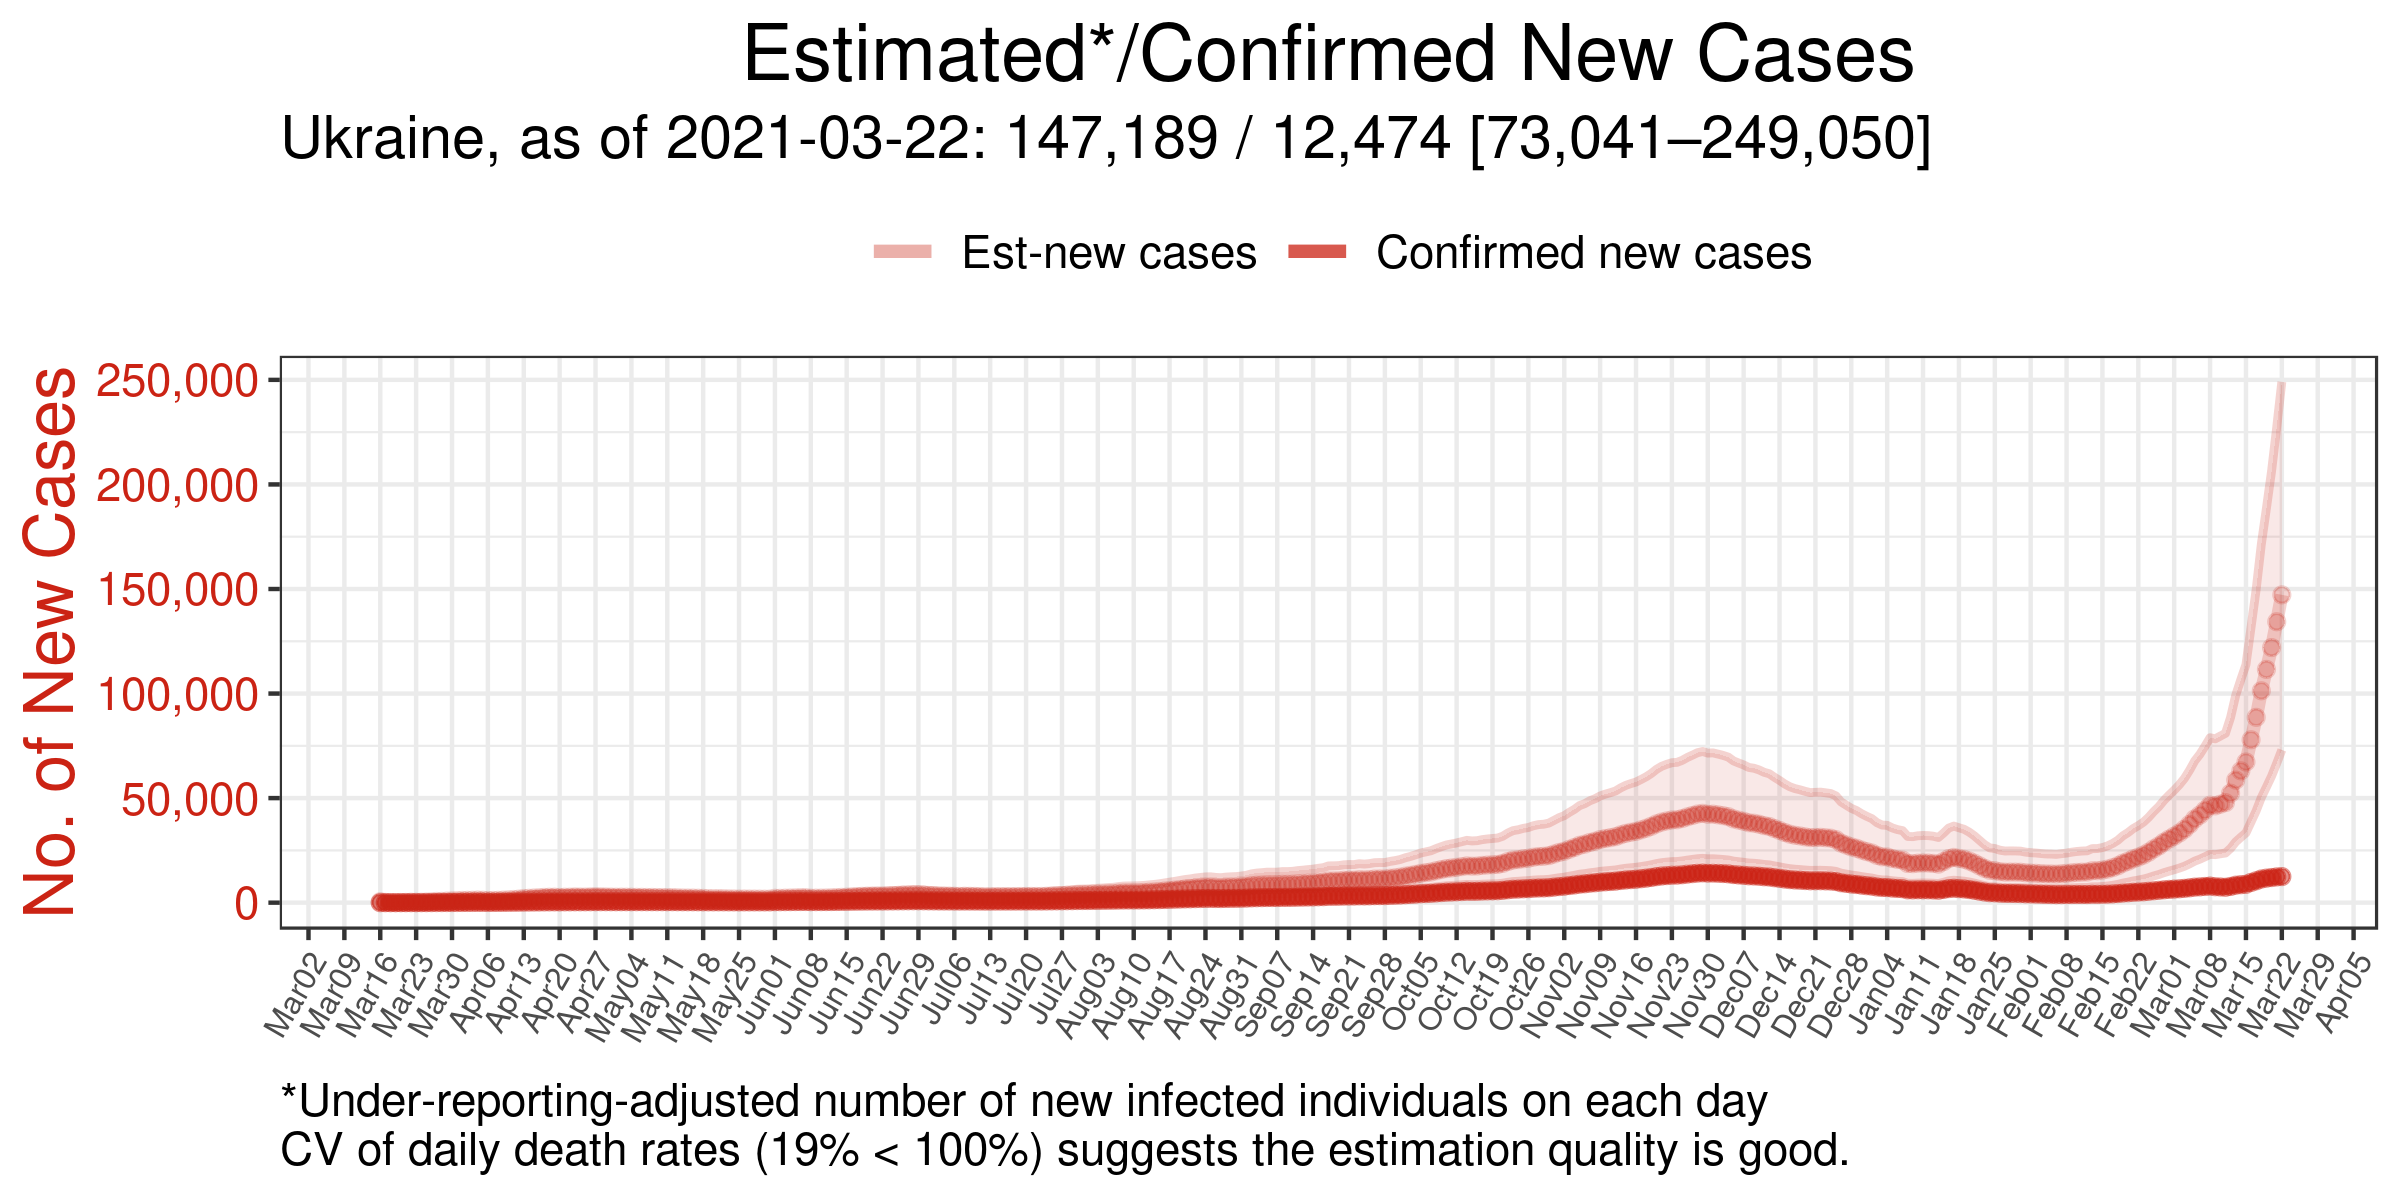 Estimated*/Confirmed New Cases
Ukraine, as of 2021-03-22: 147,189 / 12,474 [73,041–249,050]
Est-new cases
Confirmed new cases
No. of New Cases
250,000
200,000
150,000
100,000
50,000
0
Mar02
Mar09
Mar16
Mar23
Mar30
Apr06
Apr13
Apr20
Apr27
May04
May11
May18
May25
Jun01
Jun08
Jun15
Jun22
Jun29
Jul06
Jul13
Jul20
Jul27
Aug03
Aug10
Aug17
Aug24
Aug31
Sep07
Sep14
Sep21
Sep28
Oct05
Oct12
Oct19
Oct26
Nov02
Nov09
Nov16
Nov23
Nov30
Dec07
Dec14
Dec21
Dec28
Jan04
Jan11
Jan18
Jan25
Feb01
Feb08
Feb15
Feb22
Mar01
Mar08
Mar15
Mar22
Mar29
Apr05
*Under-reporting-adjusted number of new infected individuals on each day
CV of daily death rates (19% < 100%) suggests the estimation quality is good.